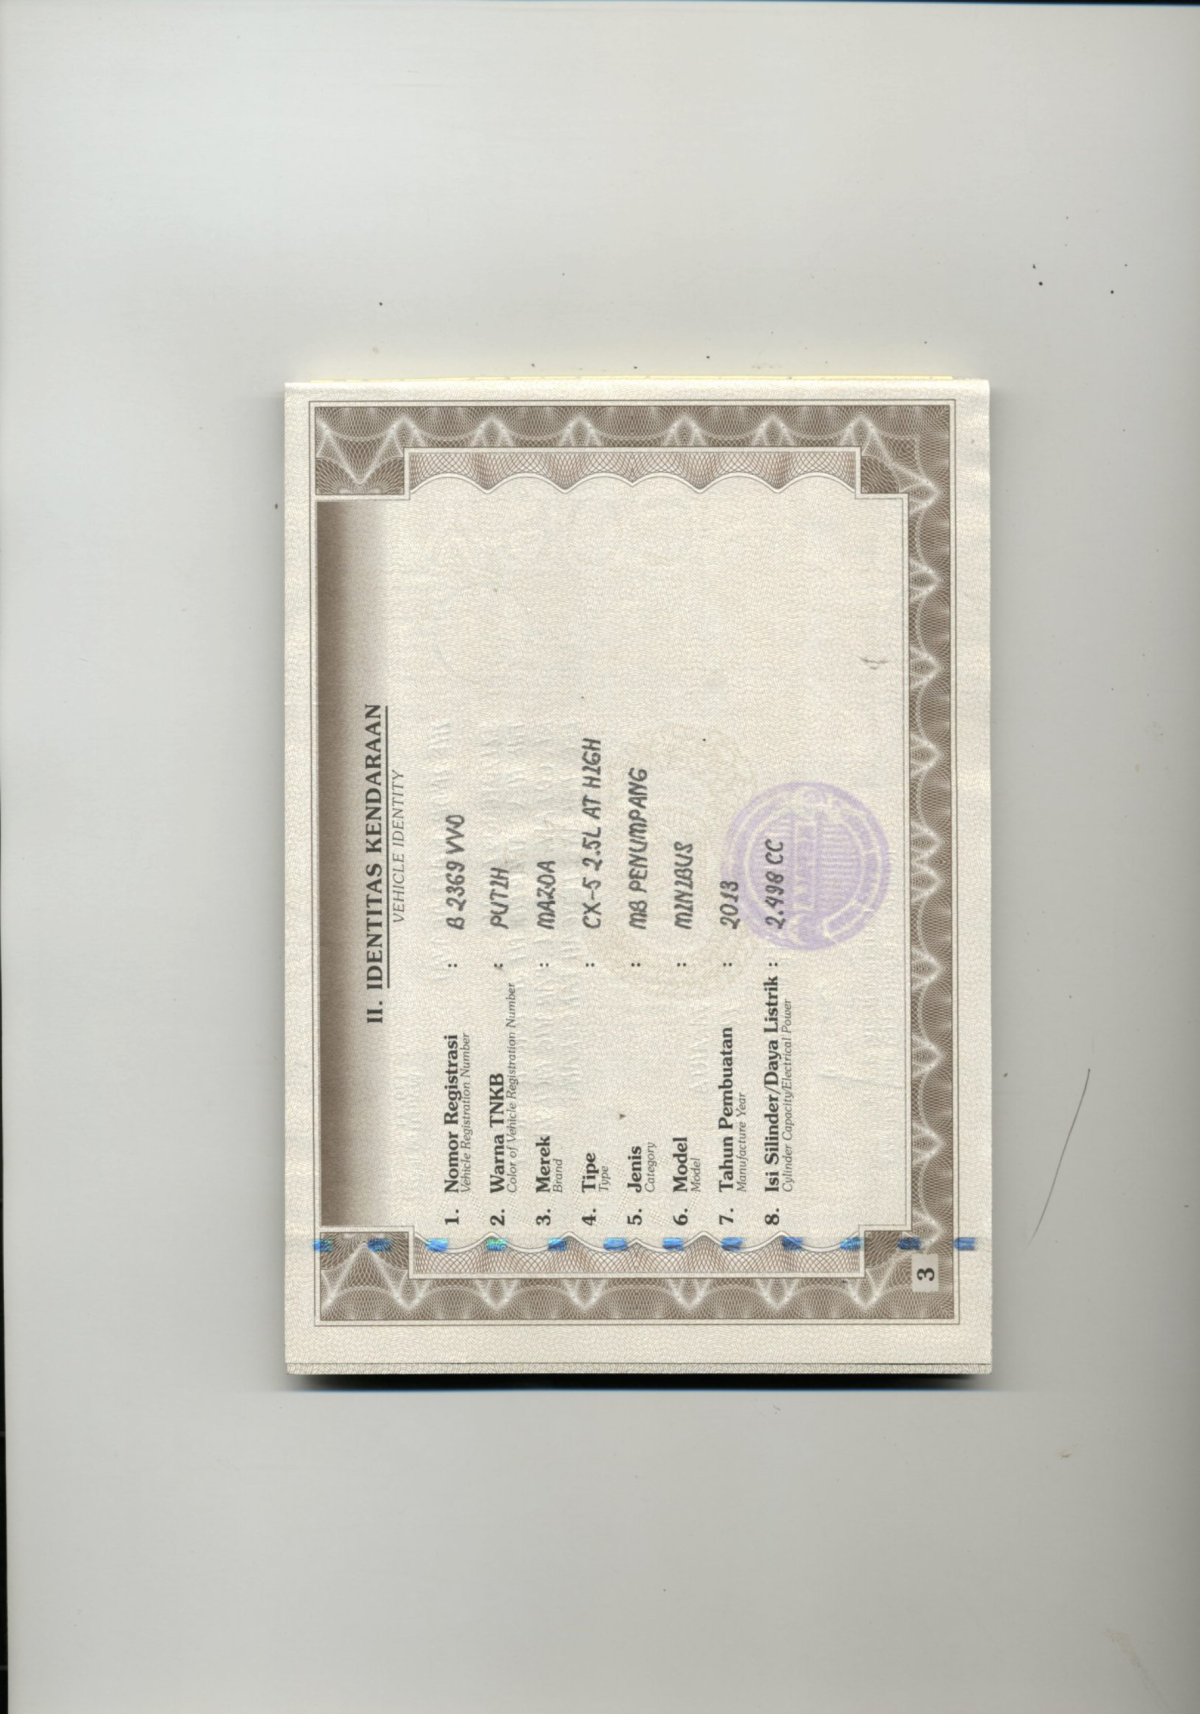 II. IDENTITAS KENDARAAN
VEHICLE IDENTITY
1. Nomor Registrasi : B 2369 VVO
Vehicle Registration Number
2. Warna TNKB : PUTIH
Color of Vehicle Registration Number
3. Merek : MAZDA
Brand
4. Tipe : CX-5 2.5L AT HIGH
Type
5. Jenis : MB PENUMPANG
Category
6. Model : MINIBUS
Model
7. Tahun Pembuatan : 2013
Manufacture Year
8. Isi Silinder/Daya Listrik : 2.498 CC
Cylinder Capacity/Electrical Power
3